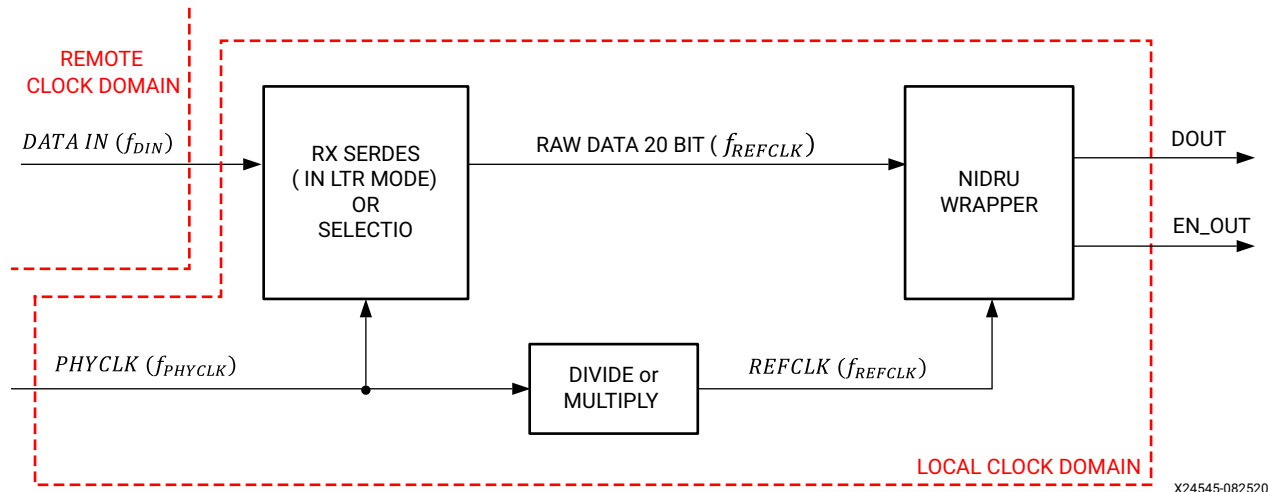 REMOTE
CLOCK DOMAIN
DATA IN (f_DIN)
RX SERDES
( IN LTR MODE)
OR
SELECTIO
RAW DATA 20 BIT ( f_REFCLK)
NIDRU
WRAPPER
DOUT
EN_OUT
PHYCLK (f_PHYCLK)
DIVIDE or
MULTIPLY
REFCLK (f_REFCLK)
LOCAL CLOCK DOMAIN
X24545-082520